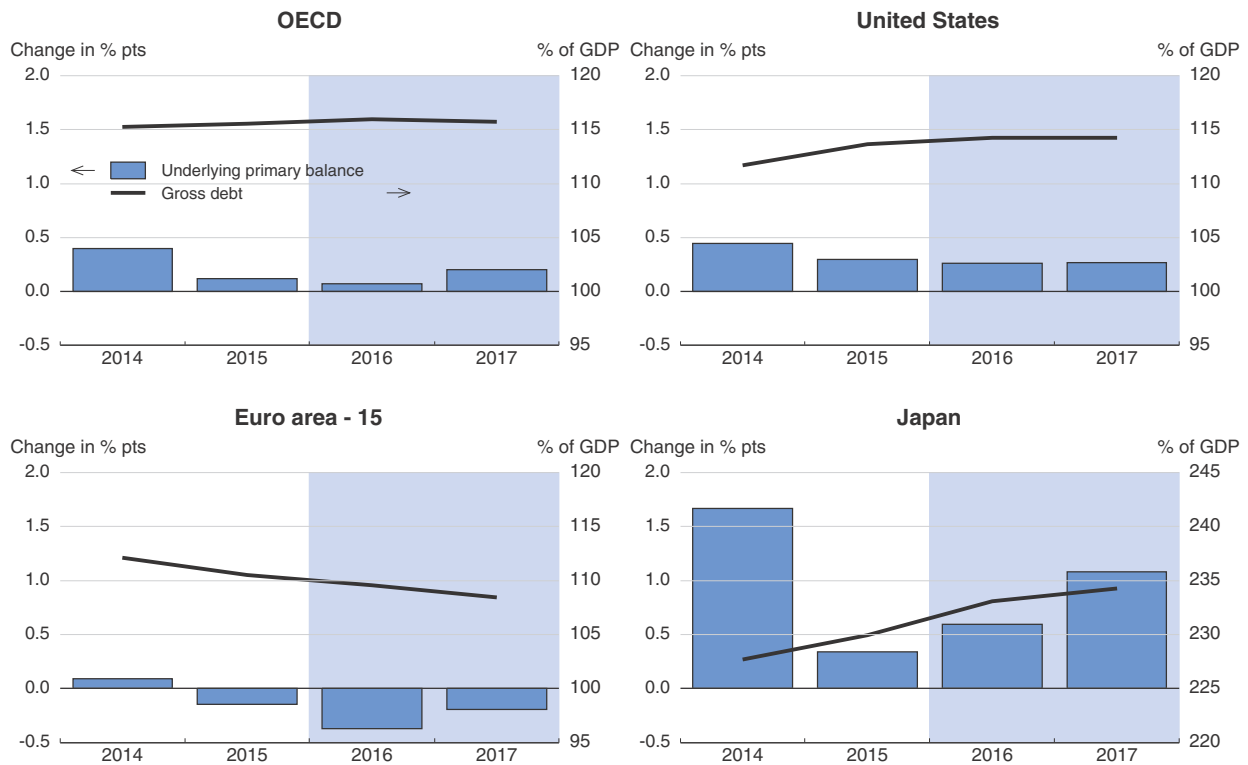 OECD
Change in % pts
% of GDP
2.0
120
1.5
115
Underlying primary balance
1.0
110
Gross debt
0.5
105
0.0
100
-0.5
95
2014 2015 2016 2017
United States
Change in % pts
% of GDP
2.0
120
1.5
115
1.0
110
0.5
105
0.0
100
-0.5
95
2014 2015 2016 2017
Euro area - 15
Change in % pts
% of GDP
2.0
120
1.5
115
1.0
110
0.5
105
0.0
100
-0.5
95
2014 2015 2016 2017
Japan
Change in % pts
% of GDP
2.0
245
1.5
240
1.0
235
0.5
230
0.0
225
-0.5
220
2014 2015 2016 2017